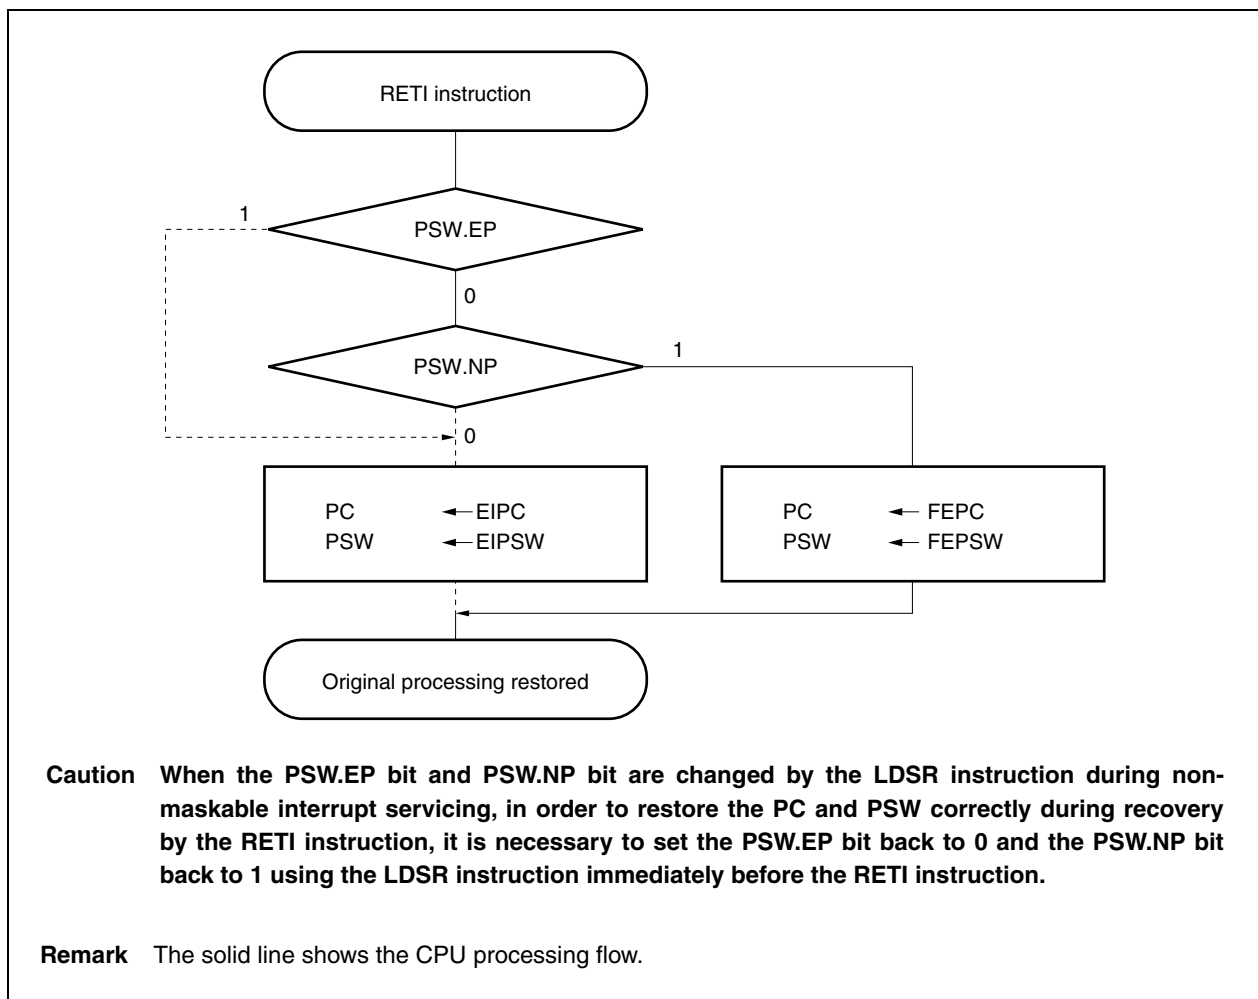 RETI instruction
1
PSW.EP
0
PSW.NP
1
0
PC ← EIPC
PSW ← EIPSW
PC ← FEPC
PSW ← FEPSW
Original processing restored
Caution When the PSW.EP bit and PSW.NP bit are changed by the LDSR instruction during non-
maskable interrupt servicing, in order to restore the PC and PSW correctly during recovery
by the RETI instruction, it is necessary to set the PSW.EP bit back to 0 and the PSW.NP bit
back to 1 using the LDSR instruction immediately before the RETI instruction.
Remark The solid line shows the CPU processing flow.